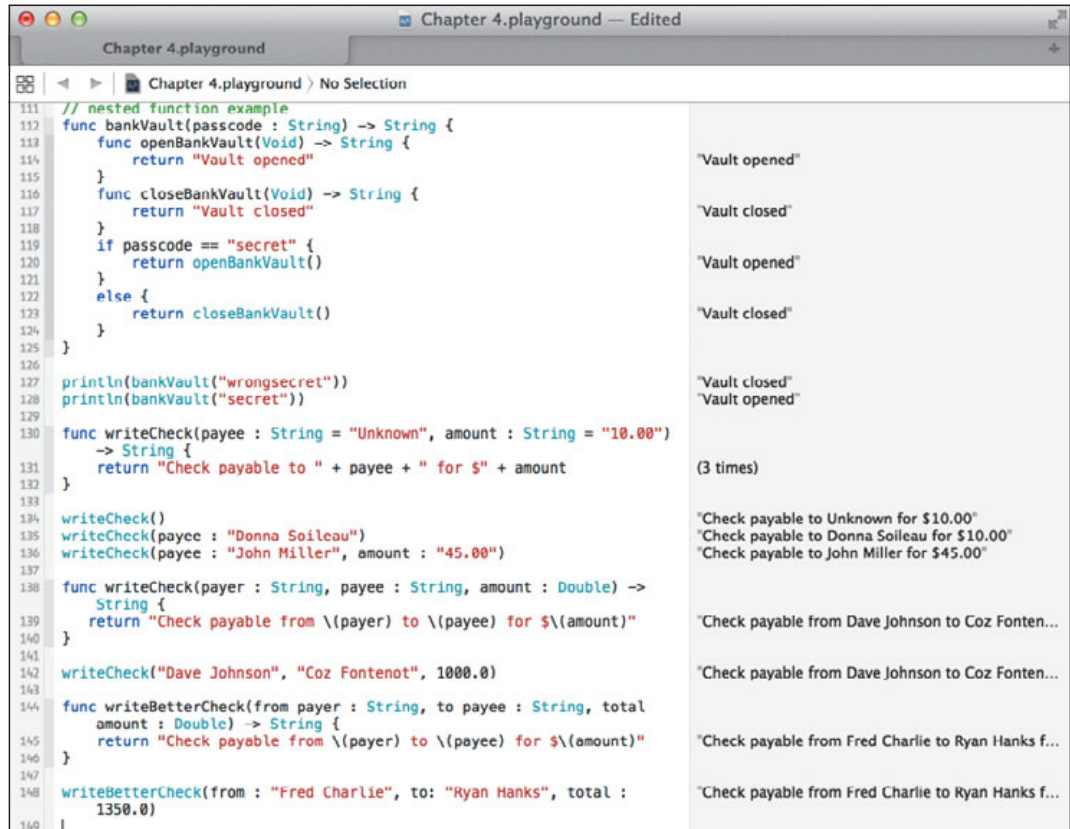 Chapter 4.playground — Edited
Chapter 4.playground
Chapter 4.playground 〉 No Selection
111 // nested function example
112 func bankVault(passcode : String) -> String {
113 func openBankVault(Void) -> String {
114 return "Vault opened" "Vault opened"
115 }
116 func closeBankVault(Void) -> String {
117 return "Vault closed" "Vault closed"
118 }
119 if passcode == "secret" {
120 return openBankVault() "Vault opened"
121 }
122 else {
123 return closeBankVault() "Vault closed"
124 }
125 }
126
127 println(bankVault("wrongsecret")) "Vault closed"
128 println(bankVault("secret")) "Vault opened"
129
130 func writeCheck(payee : String = "Unknown", amount : String = "10.00")
-> String {
131 return "Check payable to " + payee + " for $" + amount (3 times)
132 }
133
134 writeCheck() "Check payable to Unknown for $10.00"
135 writeCheck(payee : "Donna Soileau") "Check payable to Donna Soileau for $10.00"
136 writeCheck(payee : "John Miller", amount : "45.00") "Check payable to John Miller for $45.00"
137
138 func writeCheck(payer : String, payee : String, amount : Double) ->
String {
139 return "Check payable from \(payer) to \(payee) for $\(amount)" "Check payable from Dave Johnson to Coz Fonten...
140 }
141
142 writeCheck("Dave Johnson", "Coz Fontenot", 1000.0) "Check payable from Dave Johnson to Coz Fonten...
143
144 func writeBetterCheck(from payer : String, to payee : String, total
amount : Double) -> String {
145 return "Check payable from \(payer) to \(payee) for $\(amount)" "Check payable from Fred Charlie to Ryan Hanks f...
146 }
147
148 writeBetterCheck(from : "Fred Charlie", to: "Ryan Hanks", total : "Check payable from Fred Charlie to Ryan Hanks f...
1350.0)
149